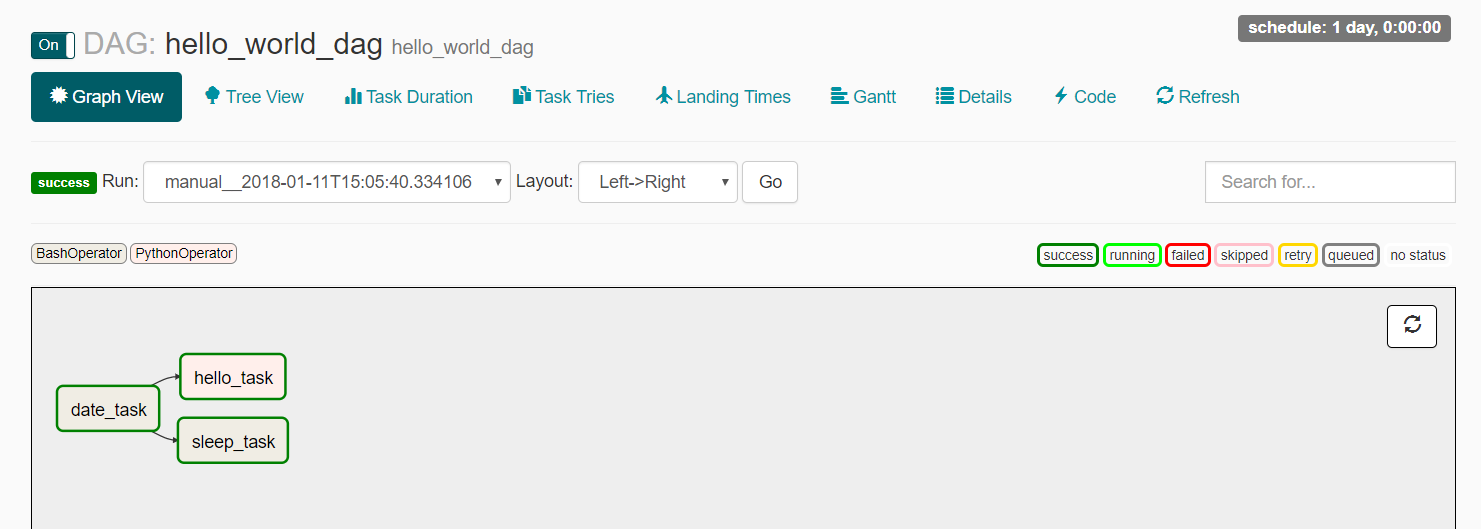 On DAG: hello_world_dag hello_world_dag
schedule: 1 day, 0:00:00
Graph View Tree View Task Duration Task Tries Landing Times Gantt Details Code Refresh
success Run: manual__2018-01-11T15:05:40.334106 Layout: Left->Right Go Search for...
BashOperator PythonOperator success running failed skipped retry queued no status
hello_task
date_task
sleep_task